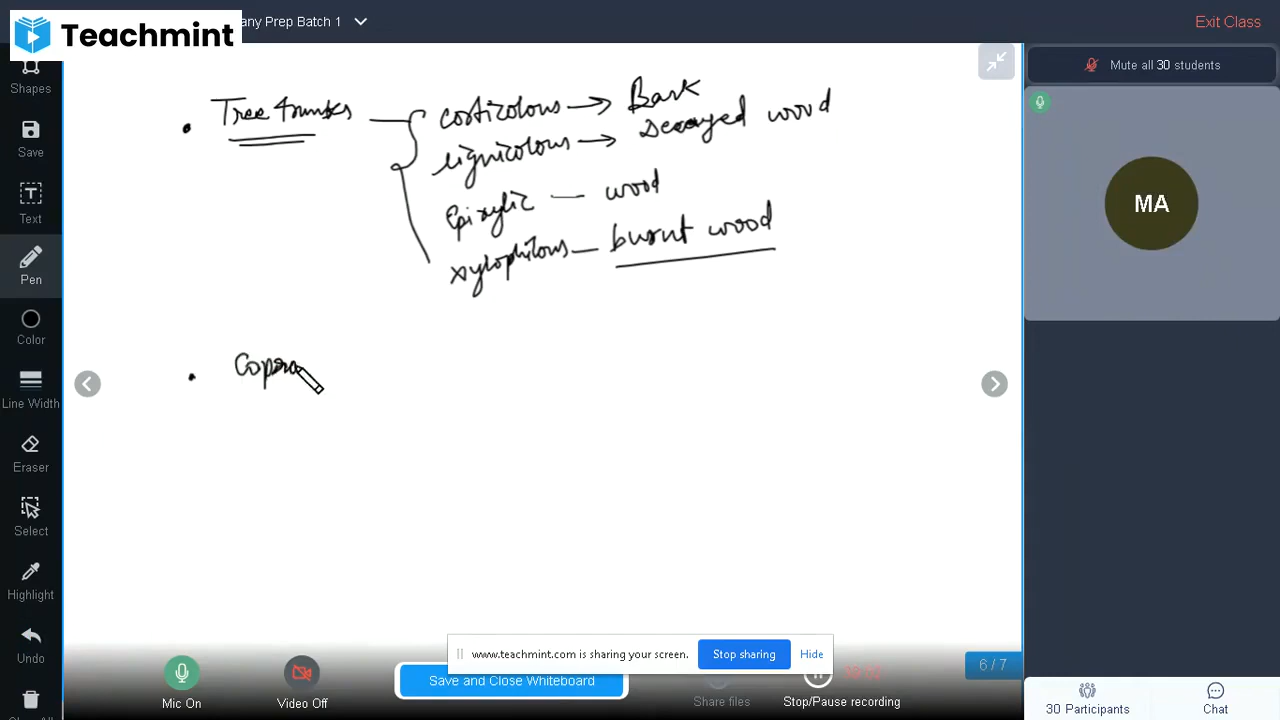 Teachmint
any Prep Batch 1
Exit Class
Shapes
Save
Text
Pen
Color
Line Width
Eraser
Select
Highlight
Undo
Mute all 30 students
MA
• Tree trunks
corticolous → Bark
lignicolous → Decayed wood
Epixylic — wood
xylophilous — burnt wood
• Copro
www.teachmint.com is sharing your screen.
Stop sharing
Hide
6 / 7
Mic On
Video Off
Save and Close Whiteboard
Share files
Stop/Pause recording
30 Participants
Chat